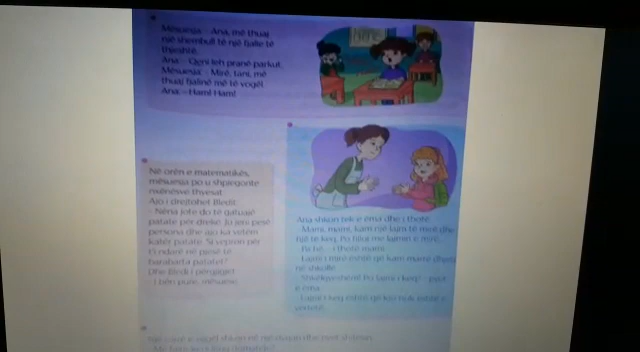 Mësuesja: - Ana, më thuaj
një shembull të një fjalie të
thjeshtë.
Ana: - Qeni leh pranë parkut.
Mësuesja: - Mirë, tani, më
thuaj fjalinë më të vogël.
Ana: - Ham! Ham!
Në orën e matematikës,
mësuesja po u shpjegonte
nxënësve thyesat.
Ajo i drejtohet Bledit:
- Nëna jote do të gatuajë
patate për drekë. Ju jeni pesë
persona dhe ajo ka vetëm
katër patate. Si vepron për
t'i ndarë në pjesë të
barabarta patatet?
Dhe Bledi i përgjigjet:
- I bën pure, mësuese.
Ana shkon tek e ëma dhe i thotë:
- Mami, mami, kam një lajm të mirë dhe
një të keq. Po filloj me lajmin e mirë.
- Po hë, - i thotë mami.
- Lajmi i mirë është që kam marrë dhjetë
në shkollë.
- Shkëlqyeshëm! Po lajmi i keq? - pyet
e ëma.
- Lajmi i keq është që kjo nuk është e
vërtetë.